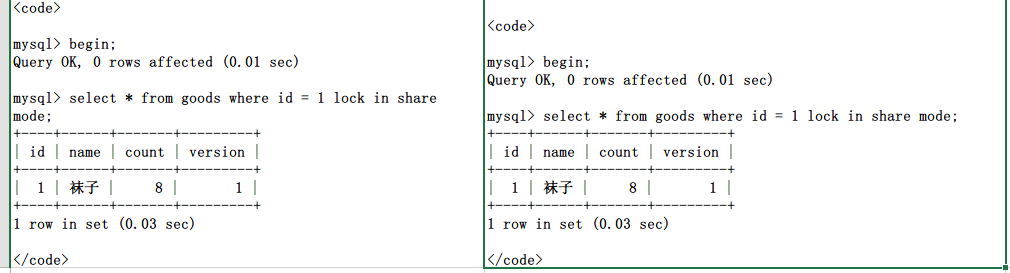 <code>
mysql> begin;
Query OK, 0 rows affected (0.01 sec)
mysql> select * from goods where id = 1 lock in share
mode;
+----+------+-------+---------+
| id | name | count | version |
+----+------+-------+---------+
| 1 | 袜子 | 8 | 1 |
+----+------+-------+---------+
1 row in set (0.03 sec)
</code>
<code>
mysql> begin;
Query OK, 0 rows affected (0.01 sec)
mysql> select * from goods where id = 1 lock in share mode;
+----+------+-------+---------+
| id | name | count | version |
+----+------+-------+---------+
| 1 | 袜子 | 8 | 1 |
+----+------+-------+---------+
1 row in set (0.03 sec)
</code>